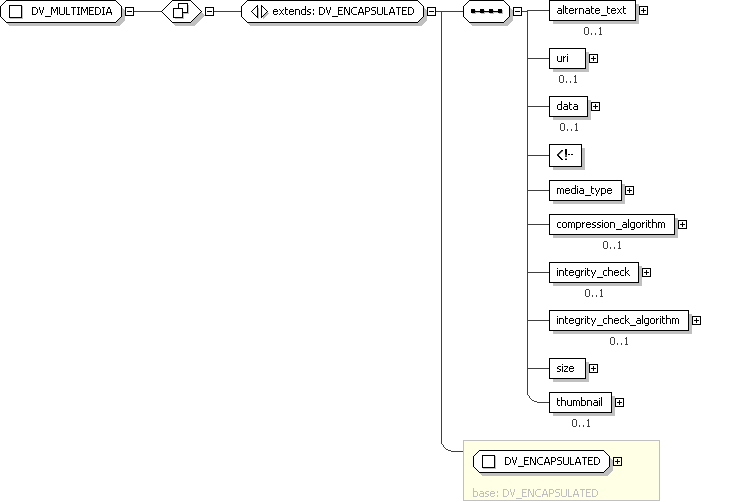 DV_MULTIMEDIA
extends: DV_ENCAPSULATED
alternate_text
0..1
uri
0..1
data
0..1
<!--
media_type
compression_algorithm
0..1
integrity_check
0..1
integrity_check_algorithm
0..1
size
thumbnail
0..1
DV_ENCAPSULATED
base: DV_ENCAPSULATED